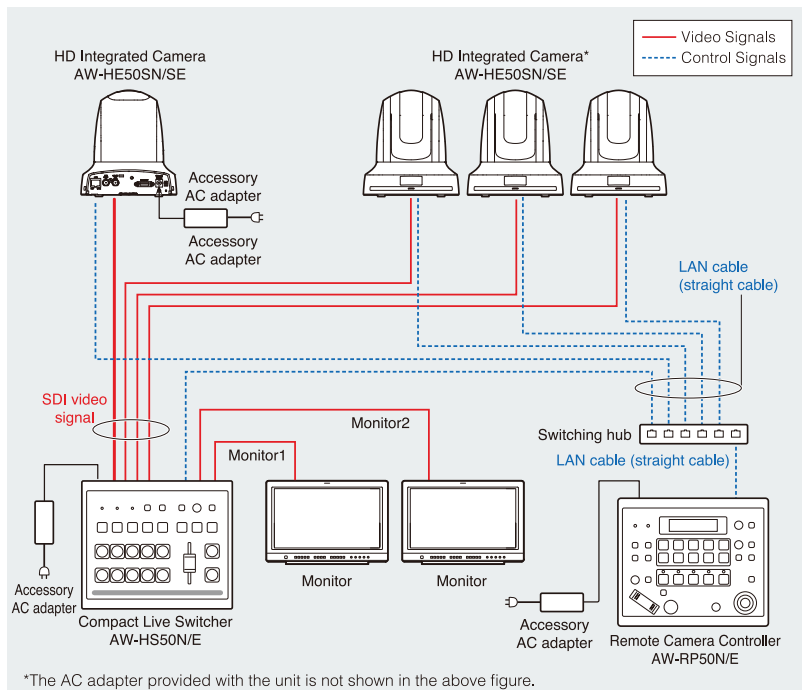 HD Integrated Camera
AW-HE50SN/SE
HD Integrated Camera*
AW-HE50SN/SE
Video Signals
Control Signals
Accessory
AC adapter
Accessory
AC adapter
LAN cable
(straight cable)
SDI video
signal
Monitor2
Monitor1
Switching hub
LAN cable (straight cable)
Accessory
AC adapter
Monitor
Monitor
Compact Live Switcher
AW-HS50N/E
Accessory
AC adapter
Remote Camera Controller
AW-RP50N/E
*The AC adapter provided with the unit is not shown in the above figure.